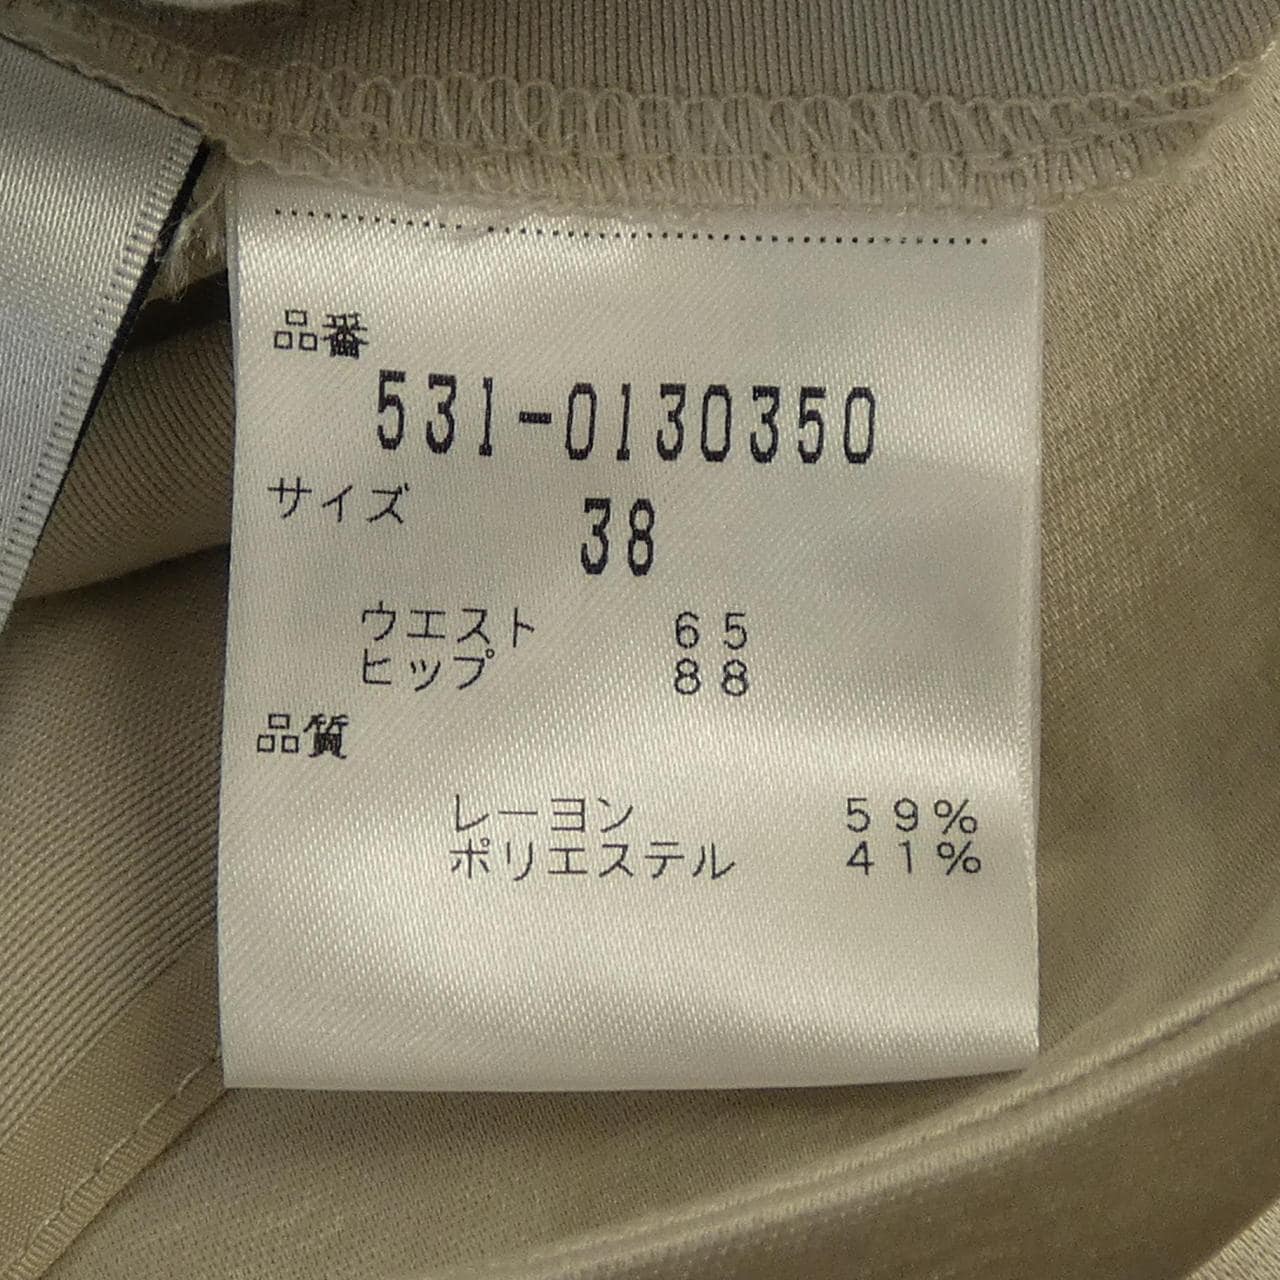 品番
531-0130350
サイズ 38
ウエスト 65
ヒップ 88
品質
レーヨン 59%
ポリエステル 41%